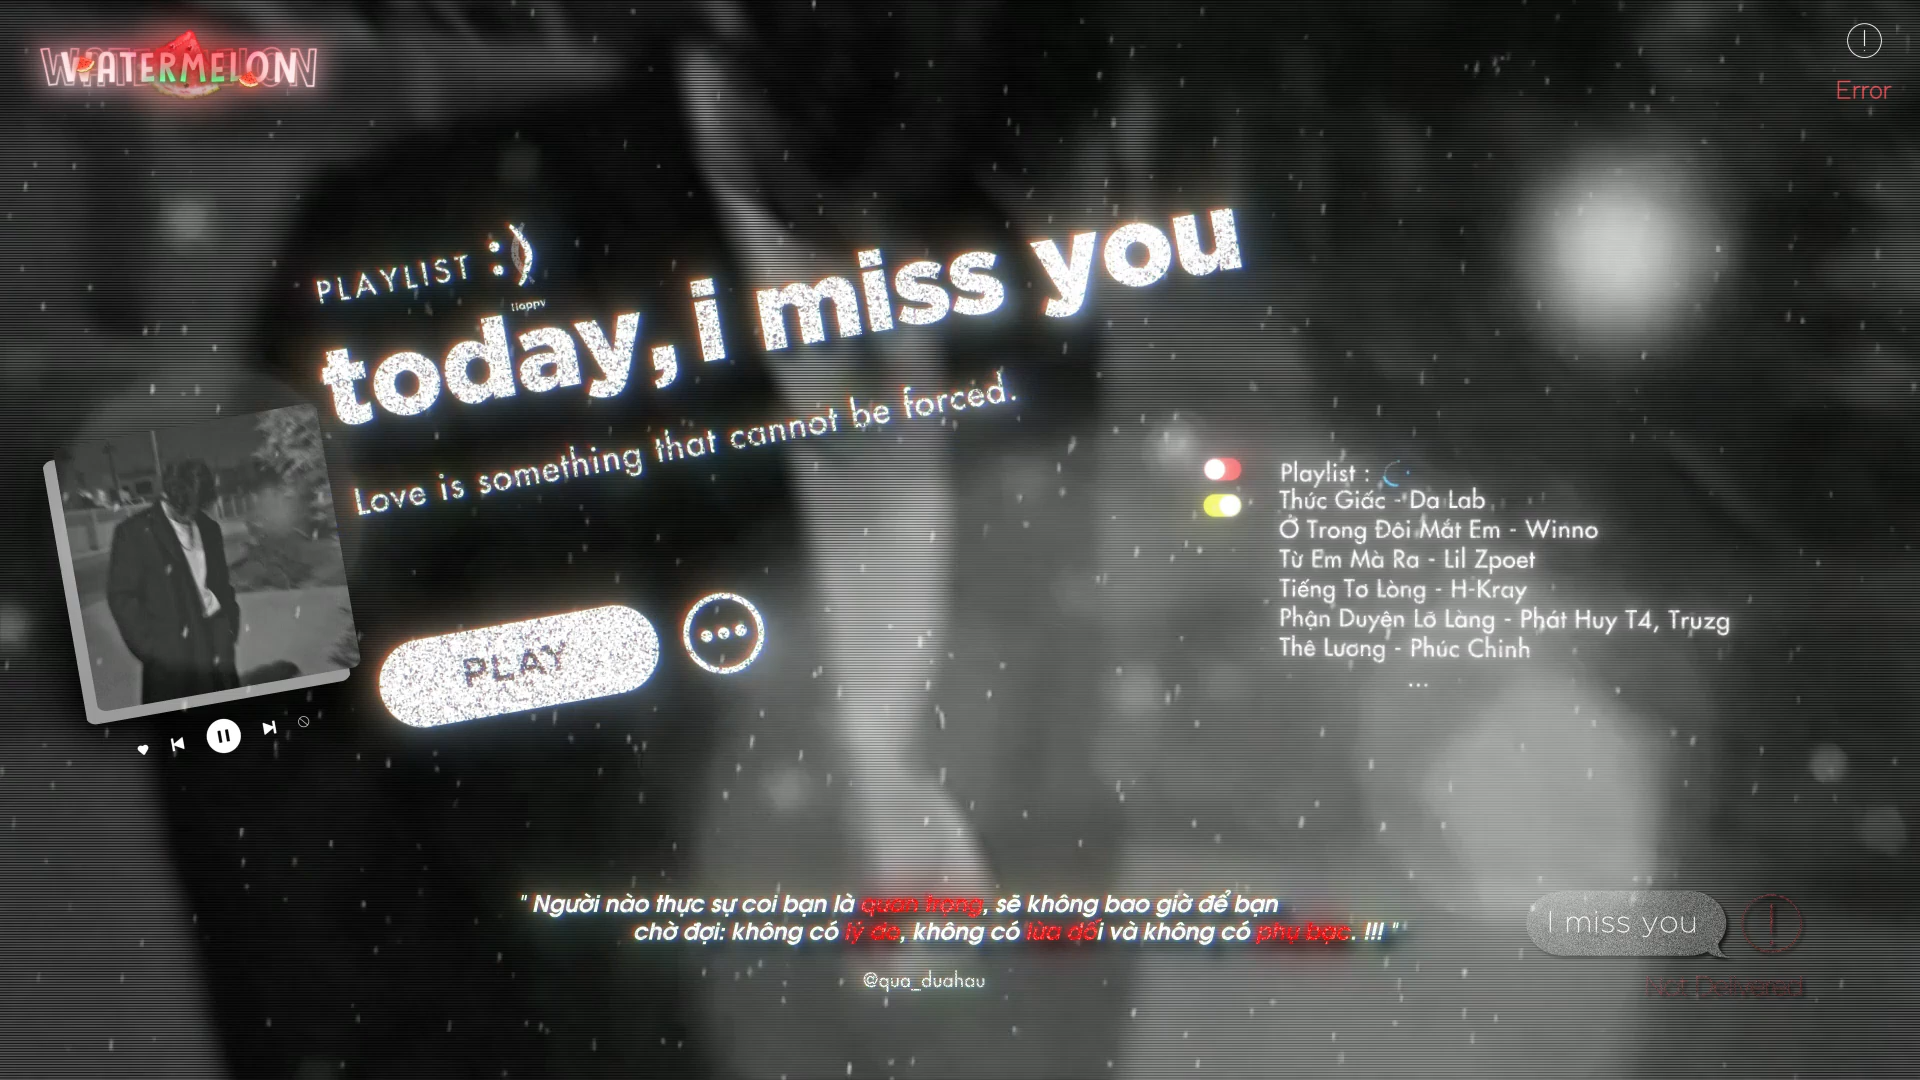 WATERMELON
Error
PLAYLIST :)
Happy
today, i miss you
Love is something that cannot be forced.
PLAY
Playlist :
Thức Giấc - Da Lab
Ở Trong Đôi Mắt Em - Winno
Từ Em Mà Ra - Lil Zpoet
Tiếng Tơ Lòng - H-Kray
Phận Duyên Lỡ Làng - Phát Huy T4, Truzg
Thê Lương - Phúc Chinh
...
" Người nào thực sự coi bạn là quan trọng, sẽ không bao giờ để bạn
chờ đợi: không có lý do, không có lừa dối và không có phụ bạc. !!! "
@qua_duahau
I miss you
Not Delivered